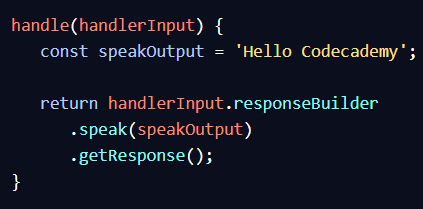 handle(handlerInput) {
const speakOutput = 'Hello Codecademy';
return handlerInput.responseBuilder
.speak(speakOutput)
.getResponse();
}